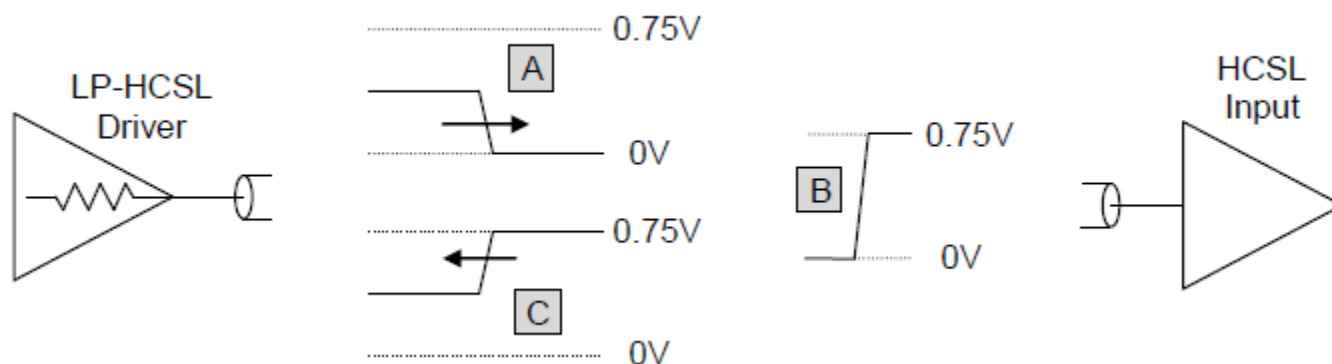 LP-HCSL
Driver
0.75V
A
0V
0.75V
C
0V
0.75V
B
0V
HCSL
Input